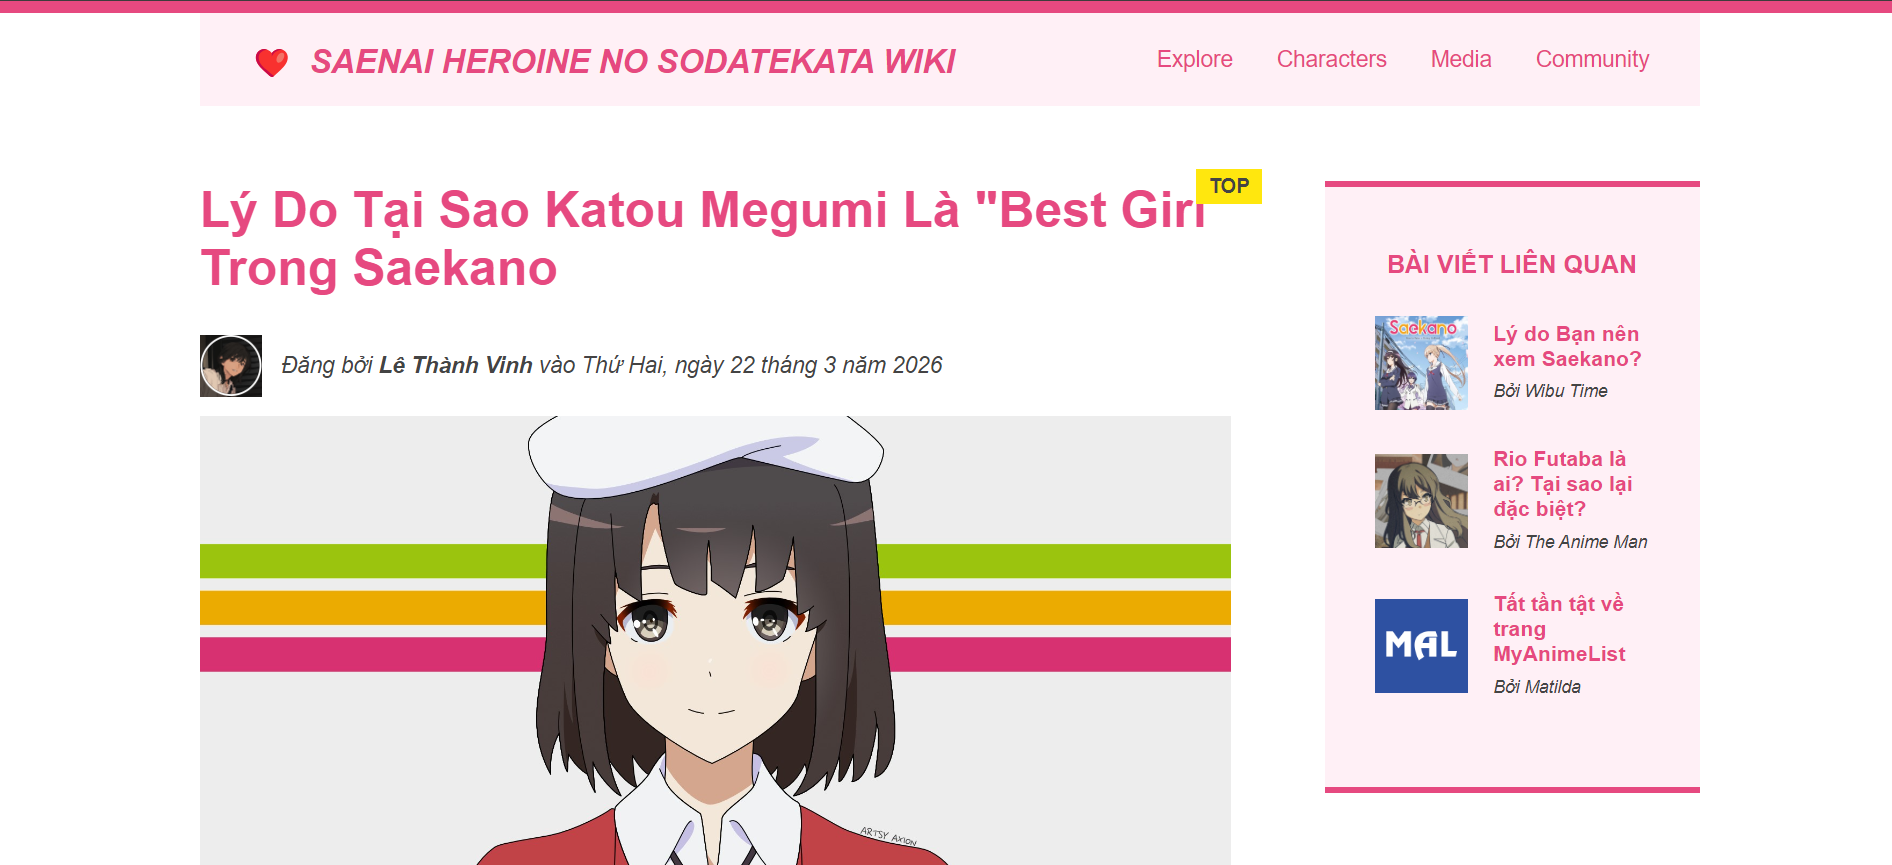 SAENAI HEROINE NO SODATEKATA WIKI
Explore
Characters
Media
Community
TOP
Lý Do Tại Sao Katou Megumi Là "Best Girl
Trong Saekano
Đăng bởi Lê Thành Vinh vào Thứ Hai, ngày 22 tháng 3 năm 2026
ARTSY AXION
BÀI VIẾT LIÊN QUAN
Saekano
Lý do Bạn nên
xem Saekano?
Bởi Wibu Time
Rio Futaba là
ai? Tại sao lại
đặc biệt?
Bởi The Anime Man
MAL
Tất tần tật về
trang
MyAnimeList
Bởi Matilda